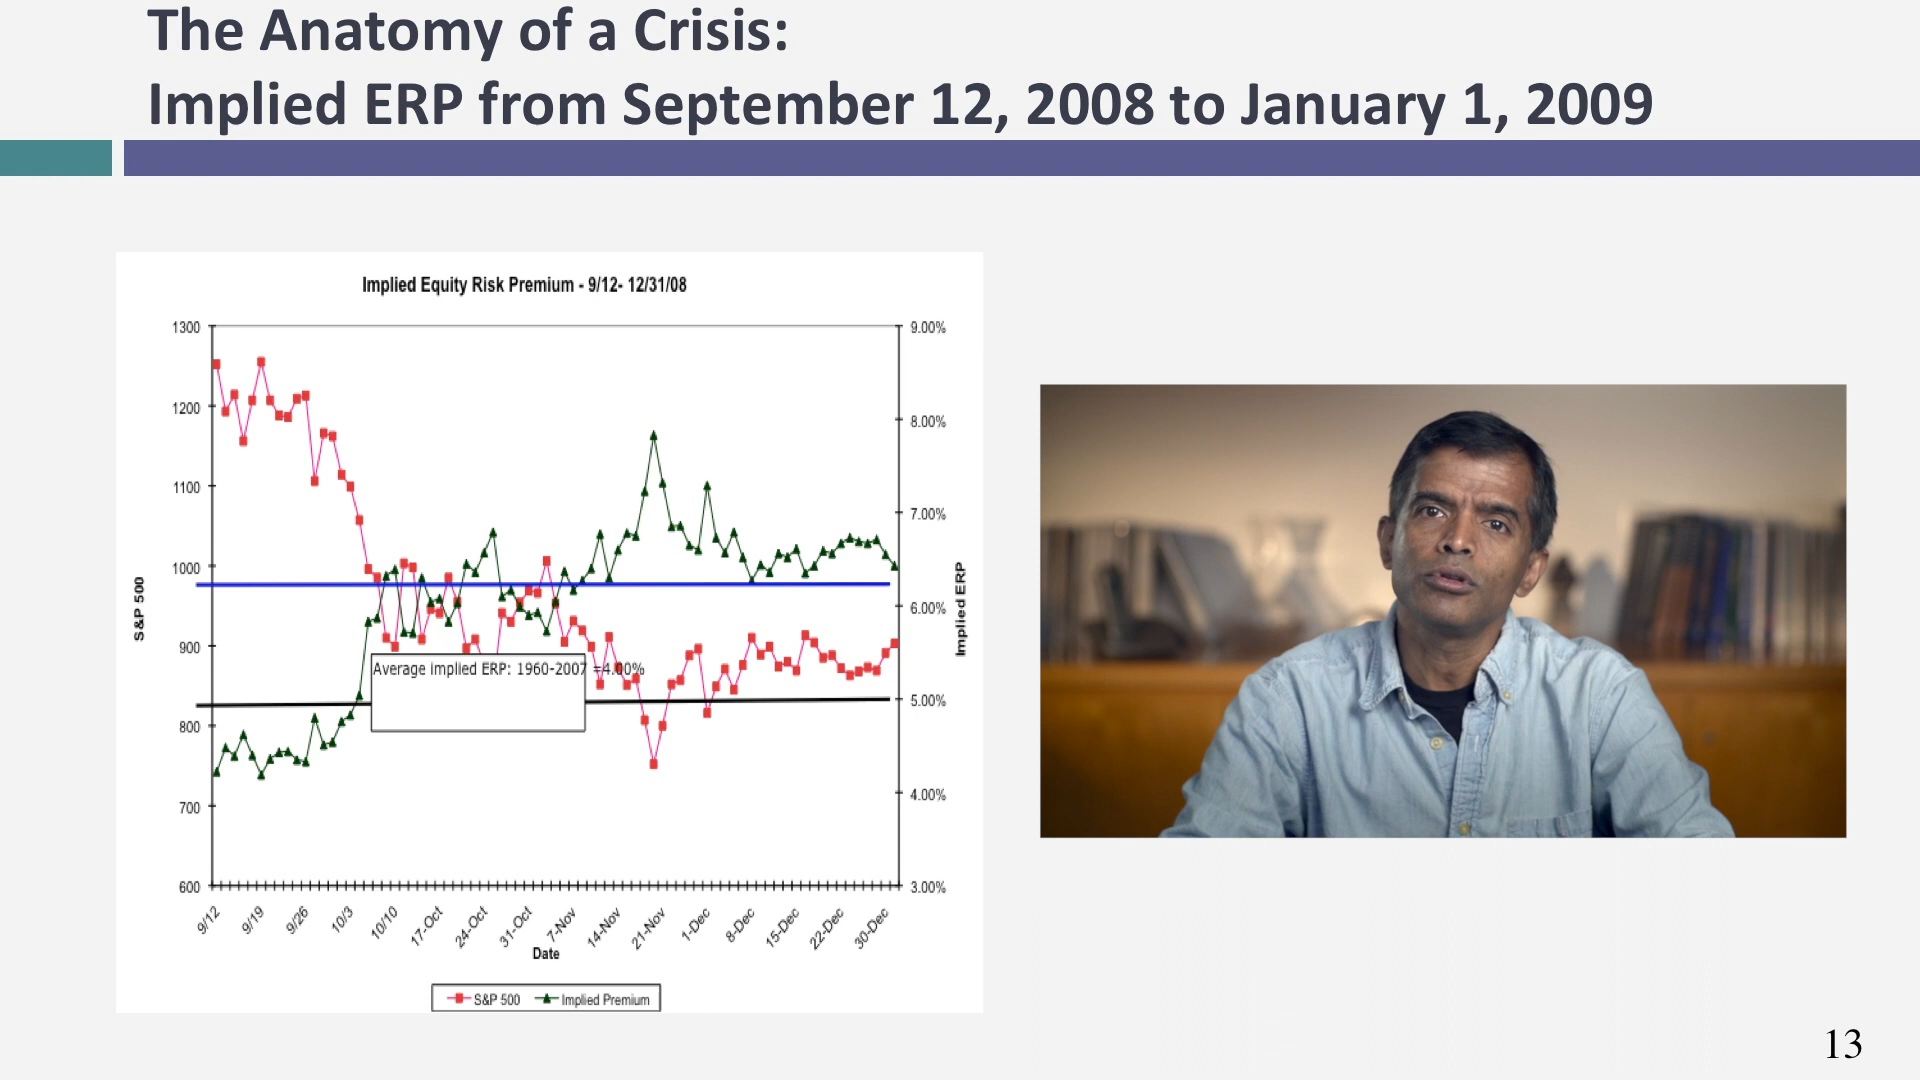 The Anatomy of a Crisis:
Implied ERP from September 12, 2008 to January 1, 2009
Implied Equity Risk Premium - 9/12- 12/31/08
1300
1200
1100
1000
900
800
700
600
S&P 500
9.00%
8.00%
7.00%
6.00%
5.00%
4.00%
3.00%
Implied ERP
Average implied ERP: 1960-2007 =4.00%
9/12
9/19
9/26
10/3
10/10
17-Oct
24-Oct
31-Oct
7-Nov
14-Nov
21-Nov
1-Dec
8-Dec
15-Dec
22-Dec
30-Dec
Date
S&P 500
Implied Premium
13